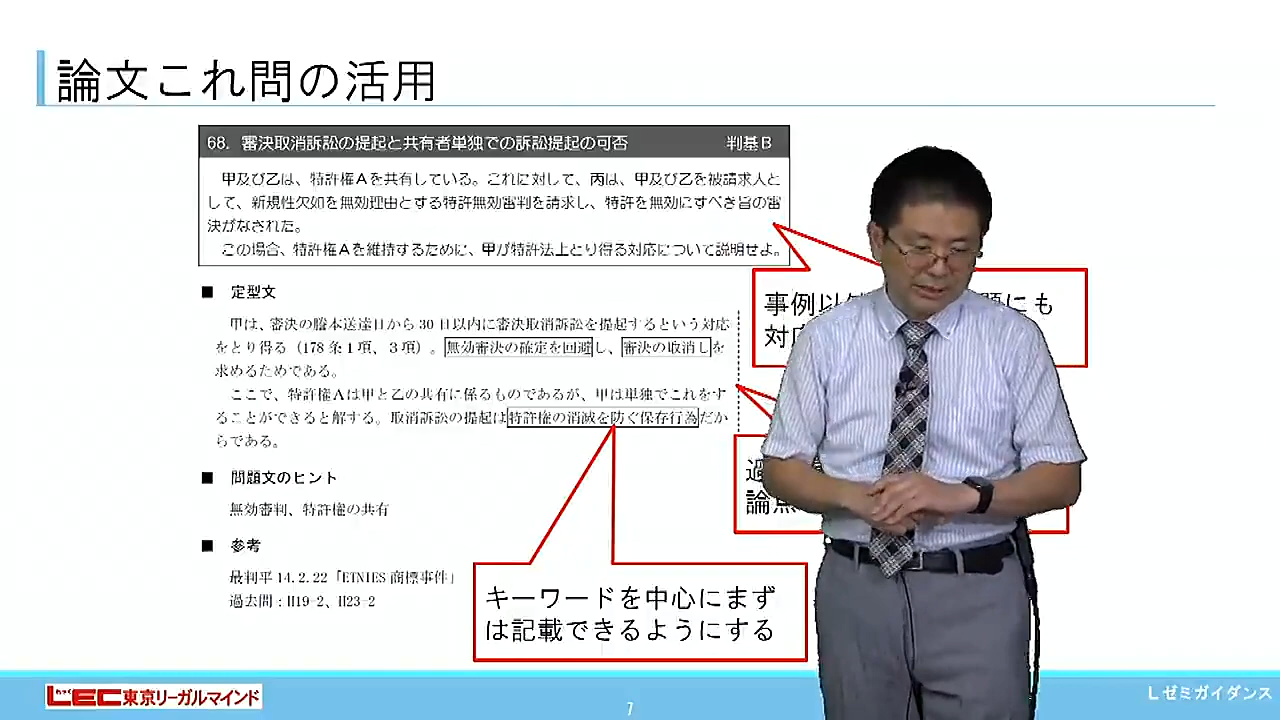 論文これ問の活用
68. 審決取消訴訟の提起と共有者単独での訴訟提起の可否 判基B
甲及び乙は、特許権Aを共有している。これに対して、丙は、甲及び乙を被請求人と
して、新規性欠如を無効理由とする特許無効審判を請求し、特許を無効にすべき旨の審
決がなされた。
この場合、特許権Aを維持するために、甲が特許法上とり得る対応について説明せよ。
■ 定型文
甲は、審決の謄本送達日から30日以内に審決取消訴訟を提起するという対応
をとり得る（178条1項、3項）。無効審決の確定を回避し、審決の取消しを
求めるためである。
ここで、特許権Aは甲と乙の共有に係るものであるが、甲は単独でこれをす
ることができると解する。取消訴訟の提起は特許権の消滅を防ぐ保存行為だか
らである。
■ 問題文のヒント
無効審判、特許権の共有
■ 参考
最判平14.2.22「ETNIES商標事件」
過去問：H19-2、H23-2
事例以
にも
対応
過
論点
キーワードを中心にまず
は記載できるようにする
LEC東京リーガルマインド
7
Lゼミガイダンス